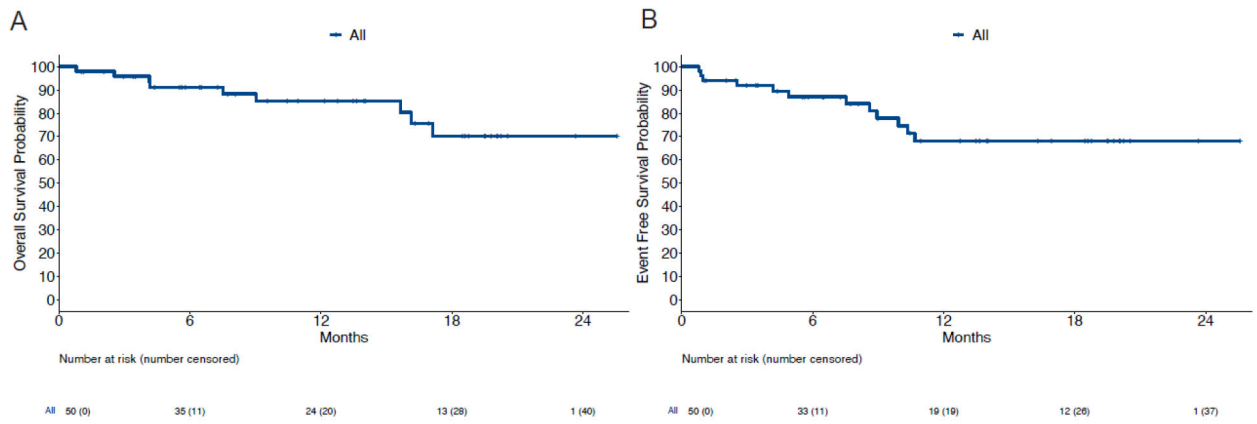 A
All
100
90
80
70
60
50
40
30
20
10
0
Overall Survival Probability
0 6 12 18 24
Months
Number at risk (number censored)
All 50 (0) 35 (11) 24 (20) 13 (28) 1 (40)
B
All
100
90
80
70
60
50
40
30
20
10
0
Event Free Survival Probability
0 6 12 18 24
Months
Number at risk (number censored)
All 50 (0) 33 (11) 19 (19) 12 (26) 1 (37)